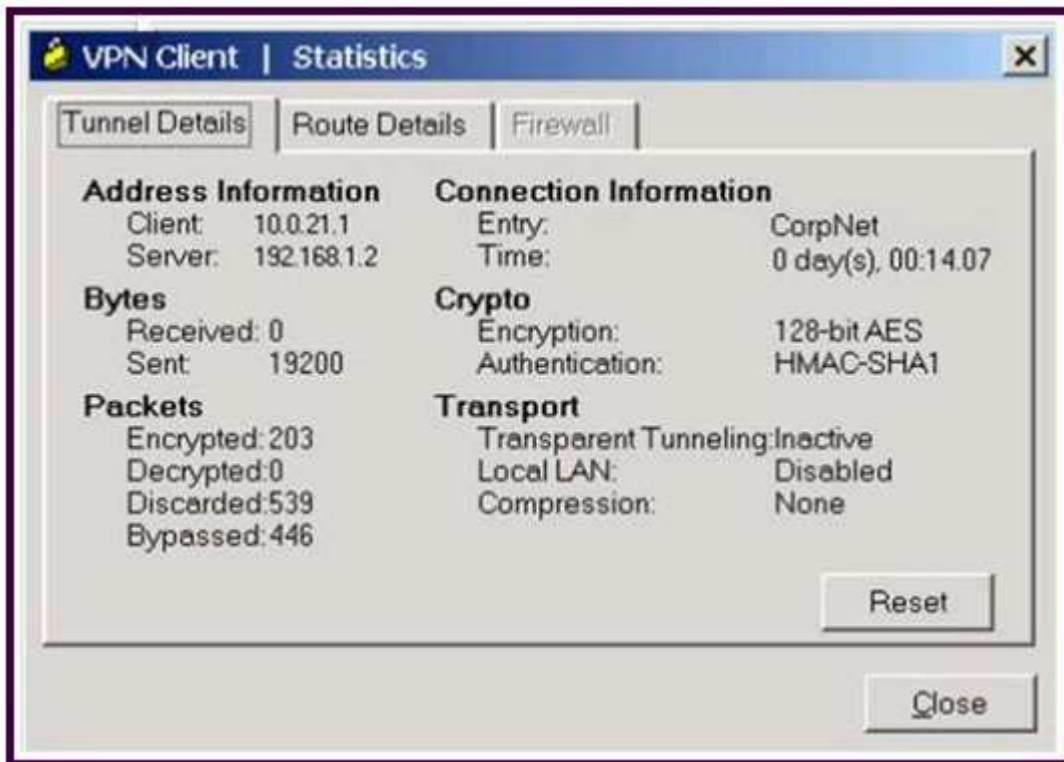 VPN Client | Statistics
Tunnel Details
Route Details
Firewall
Address Information
Client: 10.0.21.1
Server: 192.168.1.2
Bytes
Received: 0
Sent: 19200
Packets
Encrypted: 203
Decrypted: 0
Discarded: 539
Bypassed: 446
Connection Information
Entry: CorpNet
Time: 0 day(s), 00:14.07
Crypto
Encryption: 128-bit AES
Authentication: HMAC-SHA1
Transport
Transparent Tunneling: Inactive
Local LAN: Disabled
Compression: None
Reset
Close